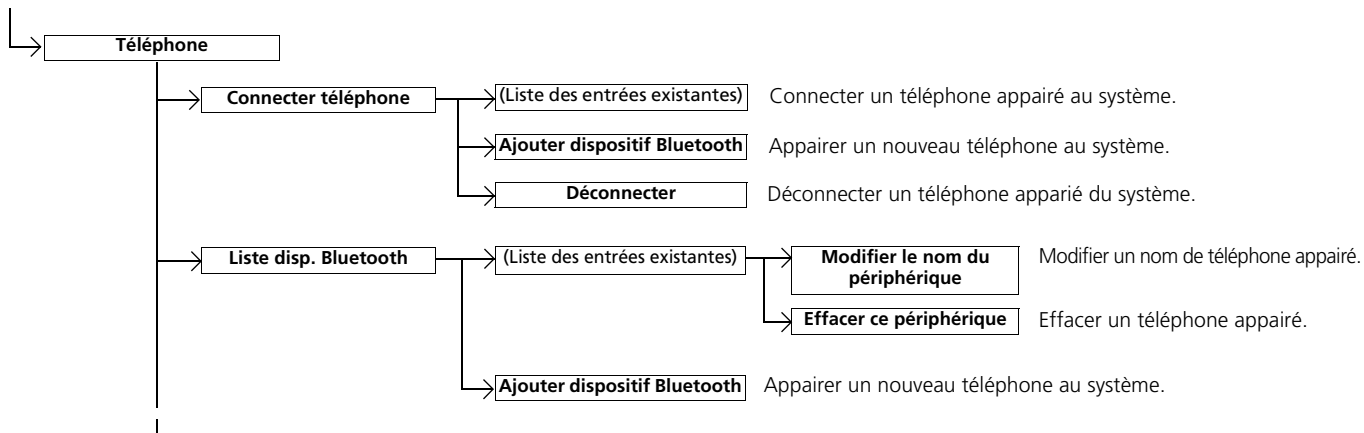 Téléphone
Connecter téléphone
(Liste des entrées existantes)
Connecter un téléphone appairé au système.
Ajouter dispositif Bluetooth
Appairer un nouveau téléphone au système.
Déconnecter
Déconnecter un téléphone apparié du système.
Liste disp. Bluetooth
(Liste des entrées existantes)
Modifier le nom du
périphérique
Modifier un nom de téléphone appairé.
Effacer ce périphérique
Effacer un téléphone appairé.
Ajouter dispositif Bluetooth
Appairer un nouveau téléphone au système.